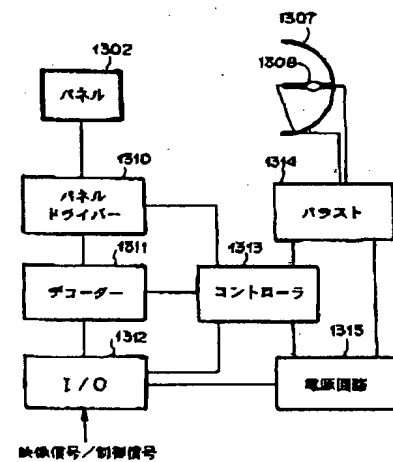 1307
1302
パネル
1308
1310
パネル
ドライバー
1314
バラスト
1311
デコーダー
1313
コントローラ
1312
I/O
1315
電源回路
映像信号/制御信号